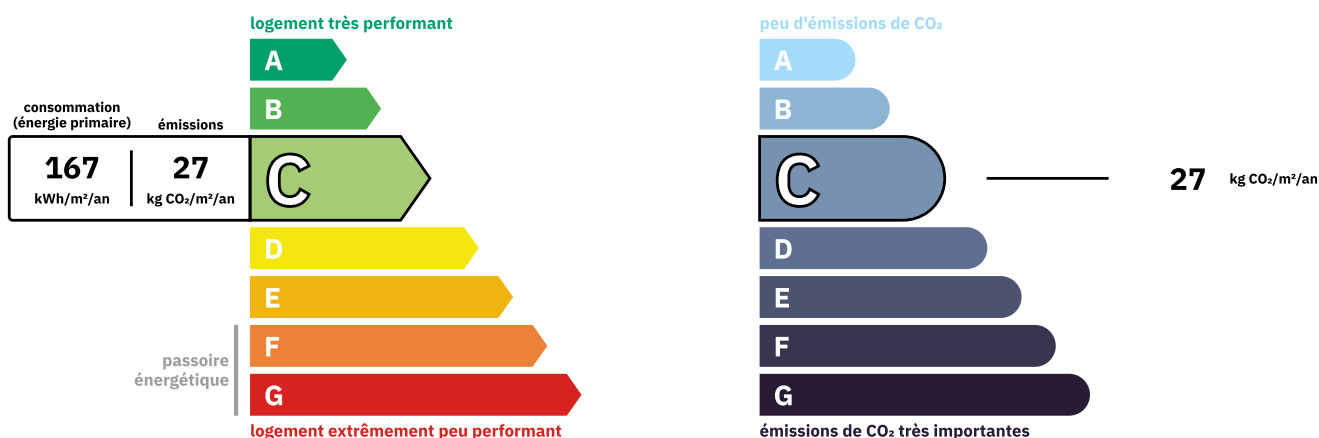 logement très performant
A
B
consommation
(énergie primaire)
émissions
167
kWh/m²/an
27
kg CO₂/m²/an
C
D
E
F
G
passoire
énergétique
logement extrêmement peu performant
peu d'émissions de CO₂
A
B
C
27 kg CO₂/m²/an
D
E
F
G
émissions de CO₂ très importantes